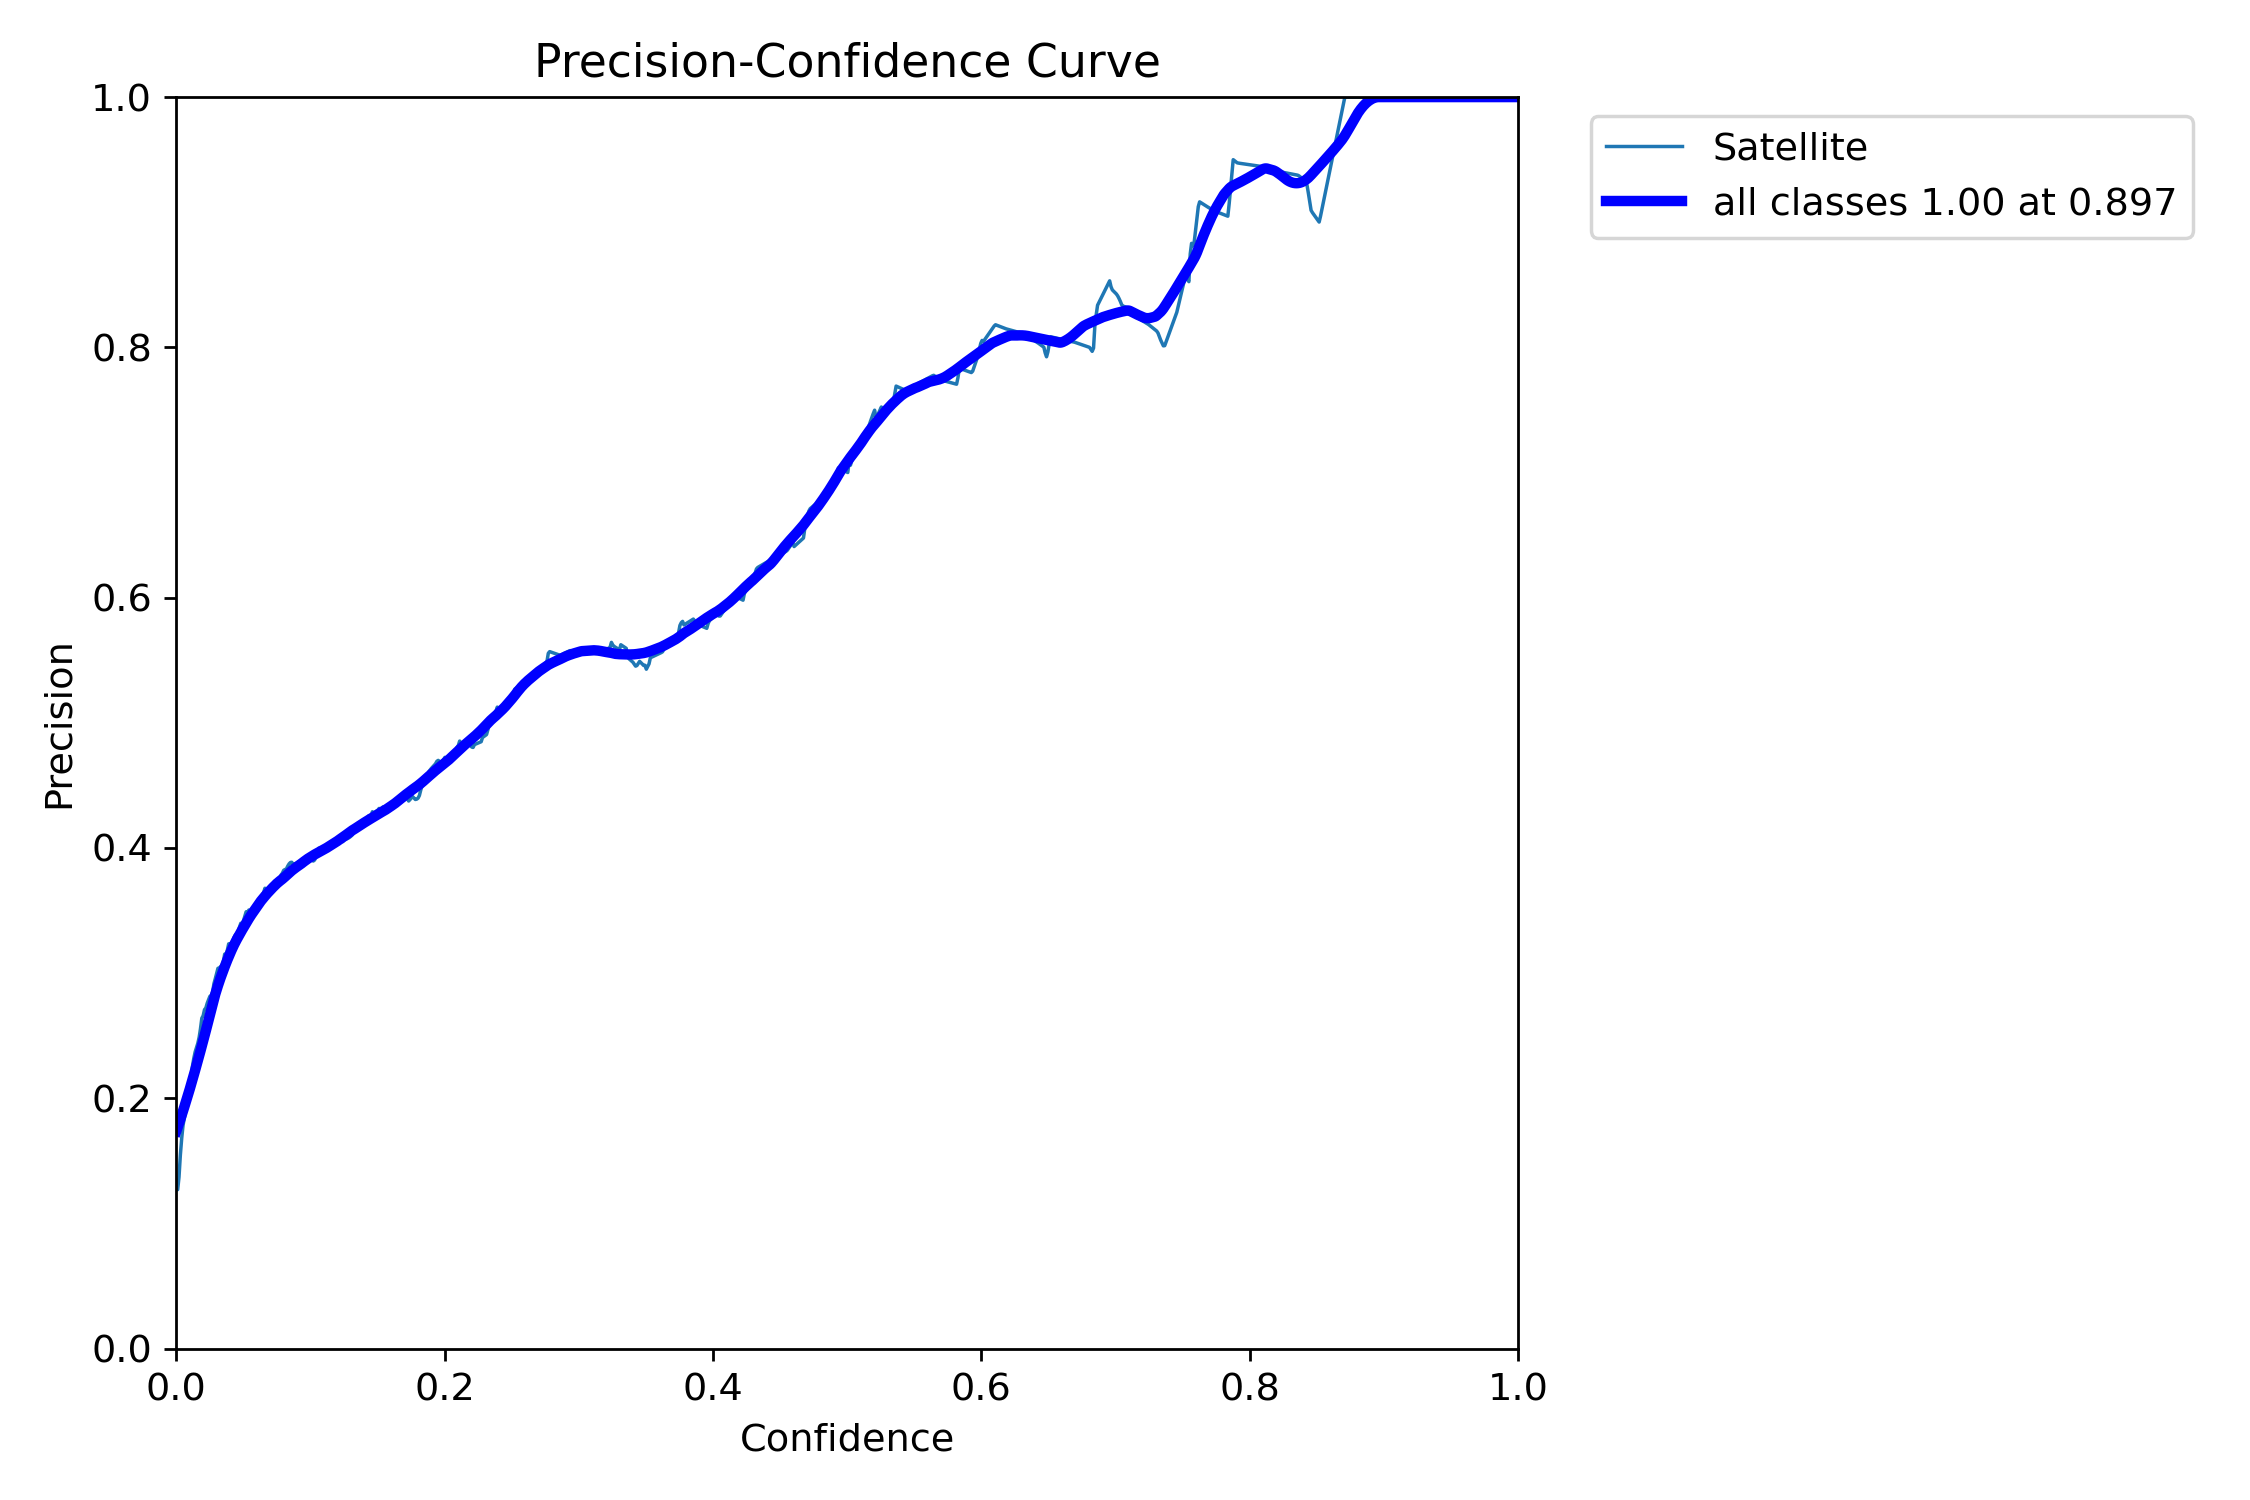 Precision-Confidence Curve
1.0
0.8
0.6
0.4
0.2
0.0
Precision
0.0 0.2 0.4 0.6 0.8 1.0
Confidence
Satellite
all classes 1.00 at 0.897